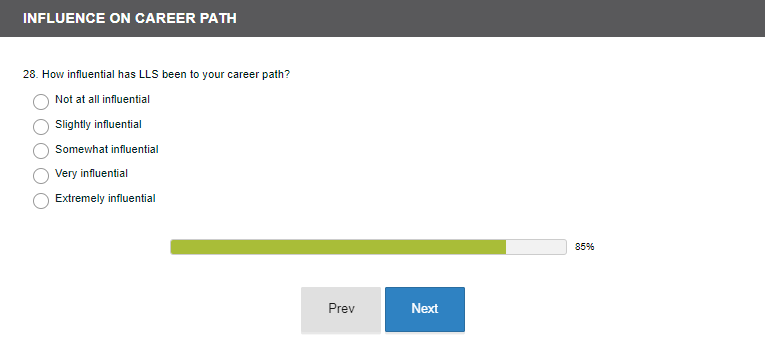 INFLUENCE ON CAREER PATH
28. How influential has LLS been to your career path?
Not at all influential
Slightly influential
Somewhat influential
Very influential
Extremely influential
85%
Prev Next